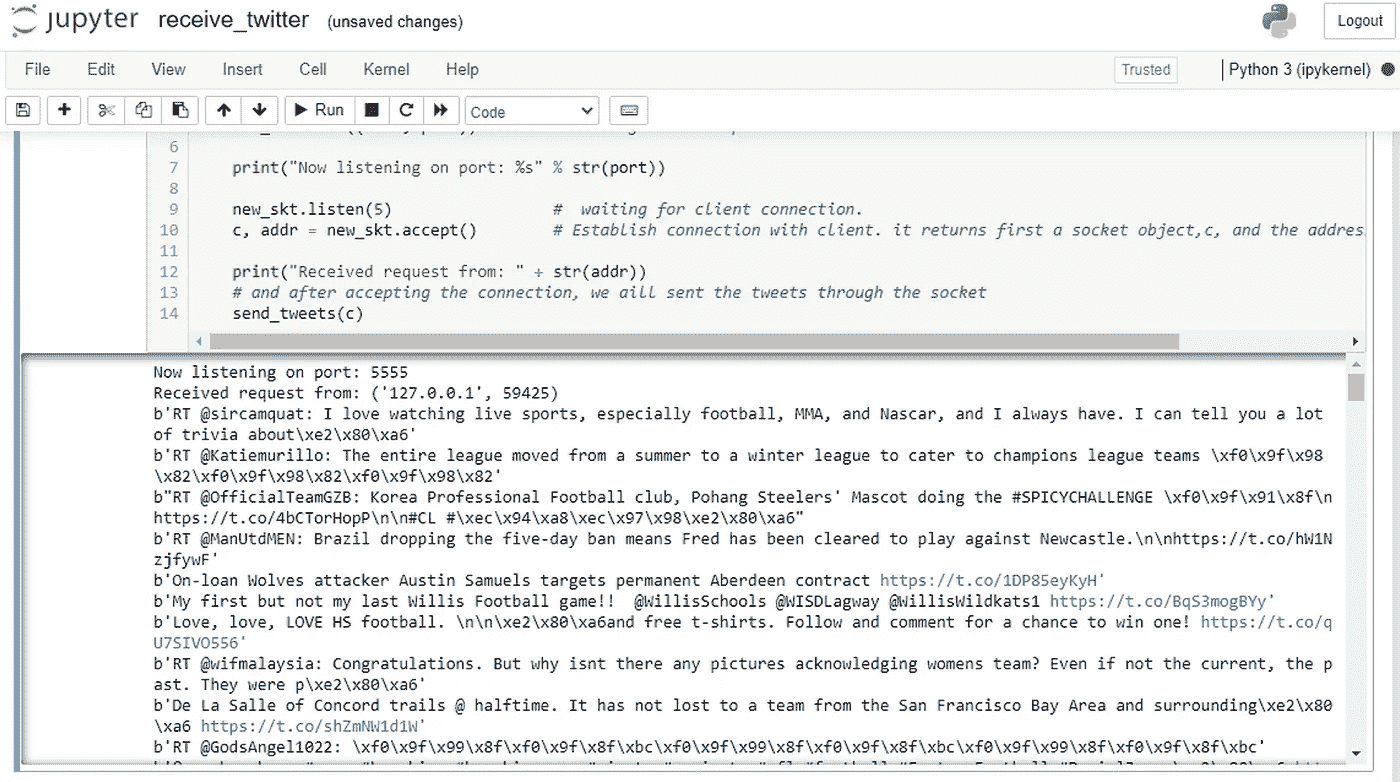 jupyter receive_twitter (unsaved changes)
Logout
File Edit View Insert Cell Kernel Help
Trusted
Python 3 (ipykernel)
Run
Code
6
7 print("Now listening on port: %s" % str(port))
8
9 new_skt.listen(5) # waiting for client connection.
10 c, addr = new_skt.accept() # Establish connection with client. it returns first a socket object,c, and the addres
11
12 print("Received request from: " + str(addr))
13 # and after accepting the connection, we aill sent the tweets through the socket
14 send_tweets(c)
Now listening on port: 5555
Received request from: ('127.0.0.1', 59425)
b'RT @sircamquat: I love watching live sports, especially football, MMA, and Nascar, and I always have. I can tell you a lot
of trivia about\xe2\x80\xa6'
b'RT @Katiemurillo: The entire league moved from a summer to a winter league to cater to champions league teams \xf0\x9f\x98
\x82\xf0\x9f\x98\x82\xf0\x9f\x98\x82'
b"RT @OfficialTeamGZB: Korea Professional Football club, Pohang Steelers' Mascot doing the #SPICYCHALLENGE \xf0\x9f\x91\x8f\n
https://t.co/4bCTorHopP\n\n#CL #\xec\x94\xa8\xec\x97\x98\xe2\x80\xa6"
b'RT @ManUtdMEN: Brazil dropping the five-day ban means Fred has been cleared to play against Newcastle.\n\nhttps://t.co/hW1N
zjfywF'
b'On-loan Wolves attacker Austin Samuels targets permanent Aberdeen contract https://t.co/1DP85eyKyH'
b'My first but not my last Willis Football game!!  @WillisSchools @WISDLagway @WillisWildkats1 https://t.co/BqS3mogBYy'
b'Love, love, LOVE HS football. \n\n\xe2\x80\xa6and free t-shirts. Follow and comment for a chance to win one! https://t.co/q
U7SIVO556'
b'RT @wifmalaysia: Congratulations. But why isnt there any pictures acknowledging womens team? Even if not the current, the p
ast. They were p\xe2\x80\xa6'
b'De La Salle of Concord trails @ halftime. It has not lost to a team from the San Francisco Bay Area and surrounding\xe2\x80
\xa6 https://t.co/shZmNW1d1W'
b'RT @GodsAngel1022: \xf0\x9f\x99\x8f\xf0\x9f\x8f\xbc\xf0\x9f\x99\x8f\xf0\x9f\x8f\xbc\xf0\x9f\x99\x8f\xf0\x9f\x8f\xbc'